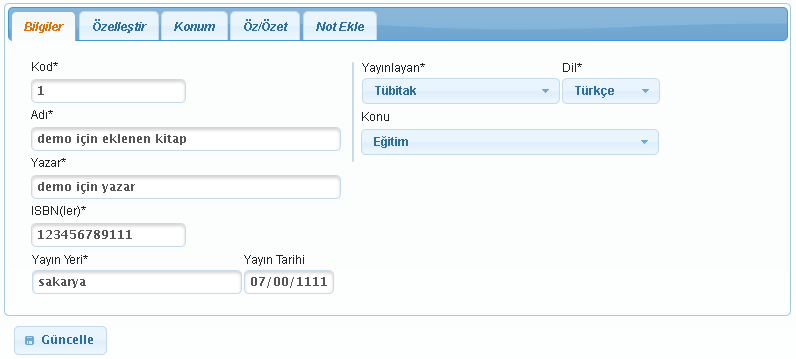 Bilgiler Özelleştir Konum Öz/Özet Not Ekle
Kod*
1
Adı*
demo için eklenen kitap
Yazar*
demo için yazar
ISBN(ler)*
123456789111
Yayın Yeri* Yayın Tarihi
sakarya 07/00/1111
Yayınlayan* Dil*
Tübitak Türkçe
Konu
Eğitim
Güncelle